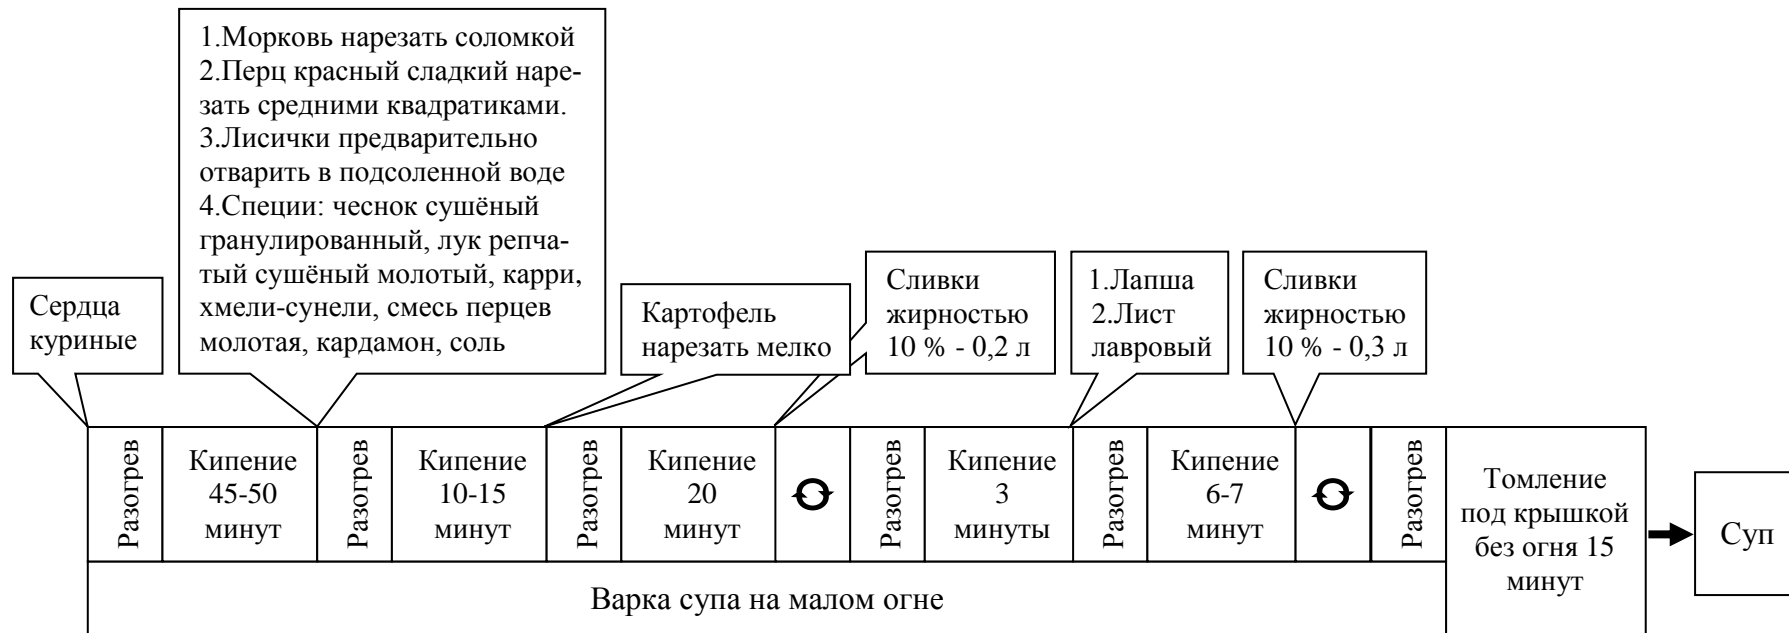 1.Морковь нарезать соломкой
2.Перц красный сладкий наре-
зать средними квадратиками.
3.Лисички предварительно
отварить в подсоленной воде
4.Специи: чеснок сушёный
гранулированный, лук репча-
тый сушёный молотый, карри,
хмели-сунели, смесь перцев
молотая, кардамон, соль
Сердца
куриные
Картофель
нарезать мелко
Сливки
жирностью
10 % - 0,2 л
1.Лапша
2.Лист
лавровый
Сливки
жирностью
10 % - 0,3 л
Разогрев
Кипение
45-50
минут
Разогрев
Кипение
10-15
минут
Разогрев
Кипение
20
минут
Разогрев
Кипение
3
минуты
Разогрев
Кипение
6-7
минут
Разогрев
Томление
под крышкой
без огня 15
минут
Суп
Варка супа на малом огне